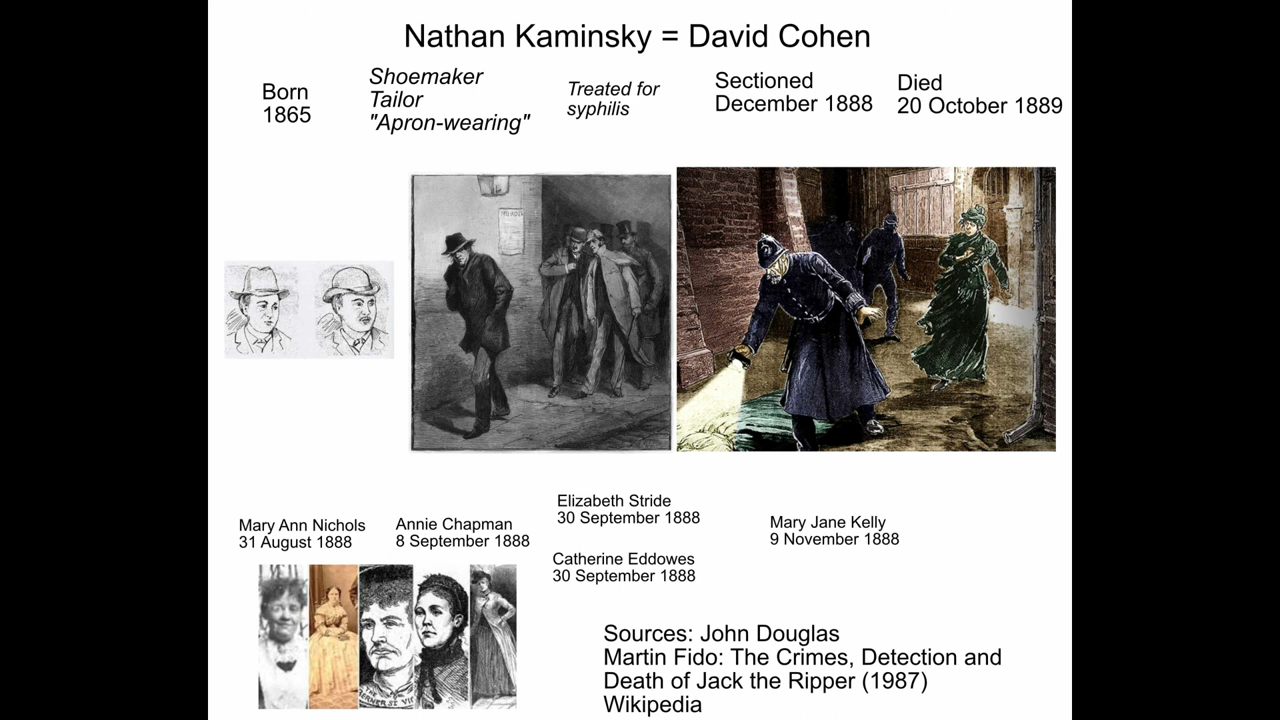 Nathan Kaminsky = David Cohen
Born
1865
Shoemaker
Tailor
"Apron-wearing"
Treated for
syphilis
Sectioned
December 1888
Died
20 October 1889
Mary Ann Nichols
31 August 1888
Annie Chapman
8 September 1888
Elizabeth Stride
30 September 1888
Catherine Eddowes
30 September 1888
Mary Jane Kelly
9 November 1888
Sources: John Douglas
Martin Fido: The Crimes, Detection and
Death of Jack the Ripper (1987)
Wikipedia